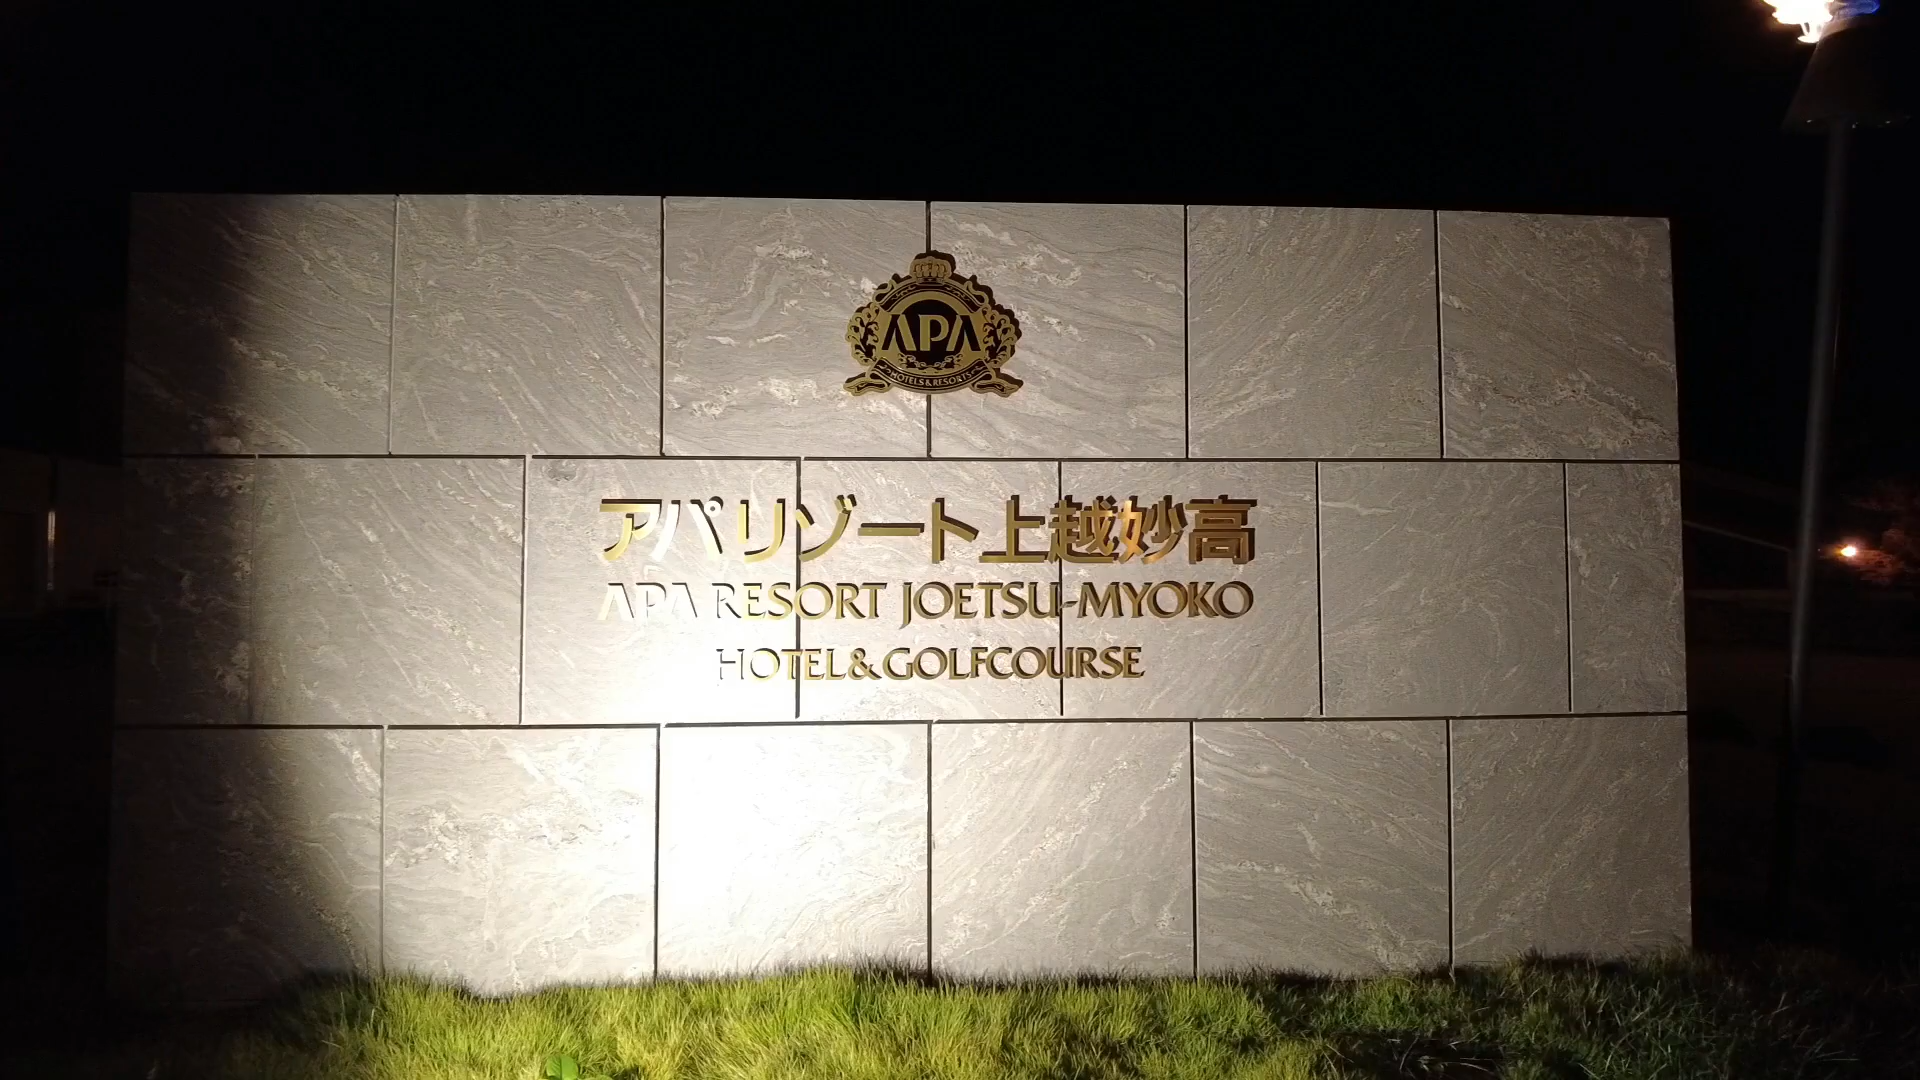 APA
HOTELS & RESORTS
アパリゾート上越妙高
APA RESORT JOETSU-MYOKO
HOTEL&GOLFCOURSE